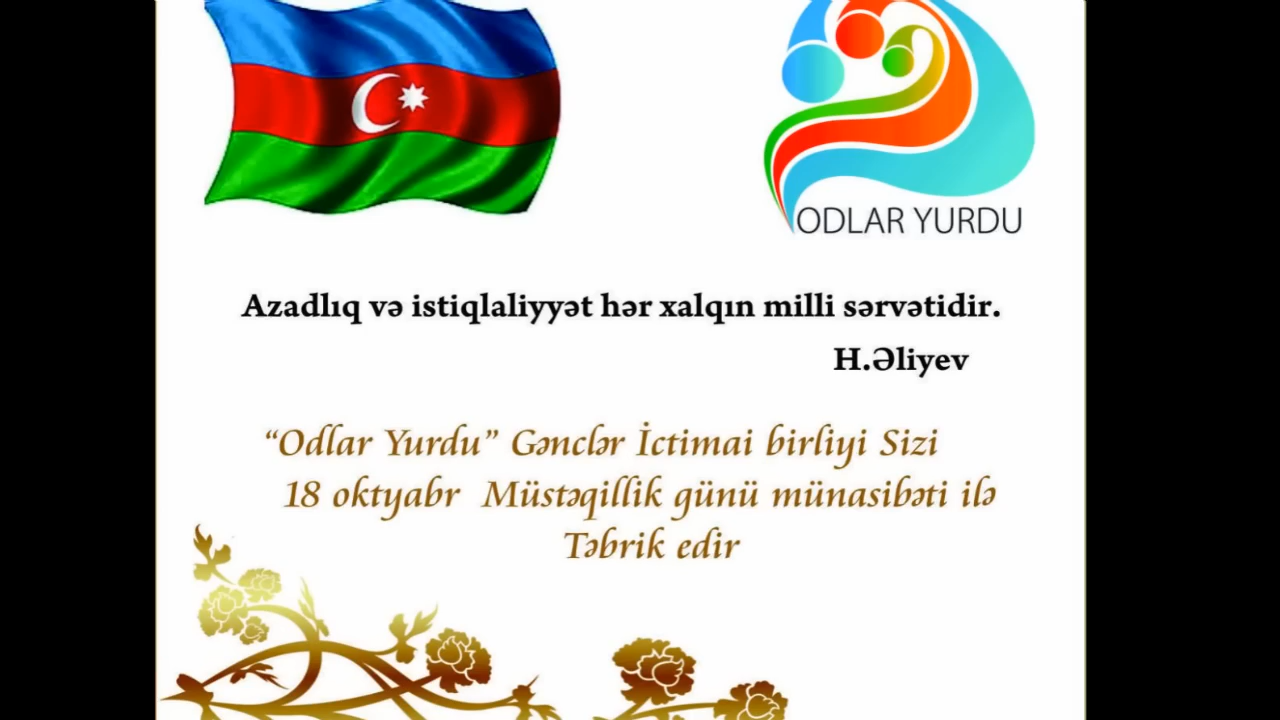 ODLAR YURDU
Azadlıq və istiqlaliyyət hər xalqın milli sərvətidir.
H.Əliyev
“Odlar Yurdu” Gənclər İctimai birliyi Sizi
18 oktyabr Müstəqillik günü münasibəti ilə
Təbrik edir